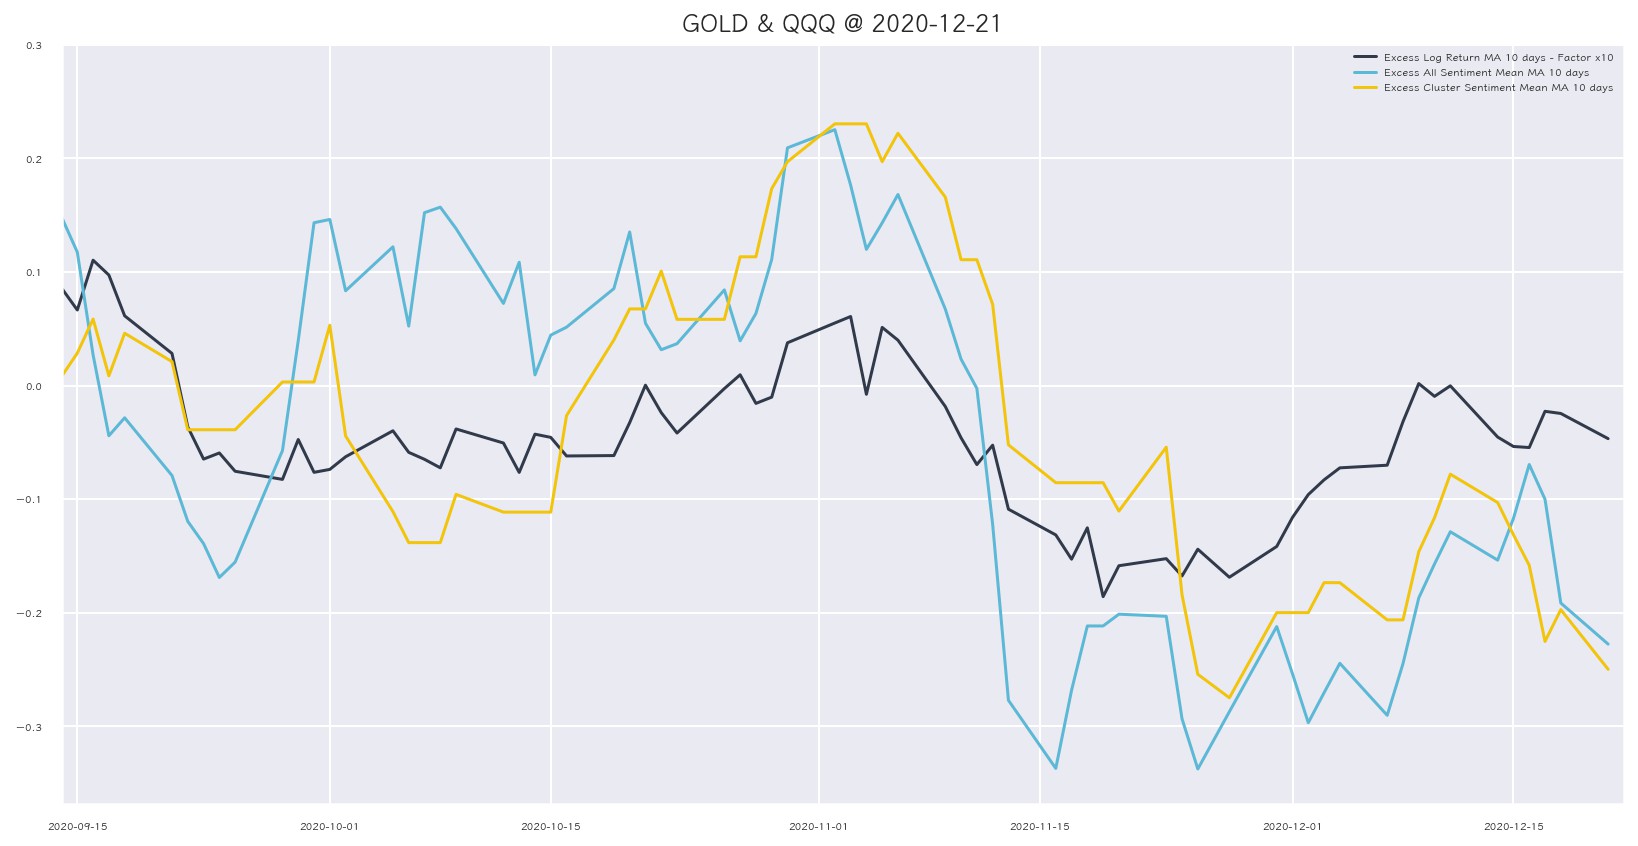 GOLD & QQQ @ 2020-12-21
Excess Log Return MA 10 days - Factor x10
Excess All Sentiment Mean MA 10 days
Excess Cluster Sentiment Mean MA 10 days
0.3
0.2
0.1
0.0
−0.1
−0.2
−0.3
2020-09-15 2020-10-01 2020-10-15 2020-11-01 2020-11-15 2020-12-01 2020-12-15